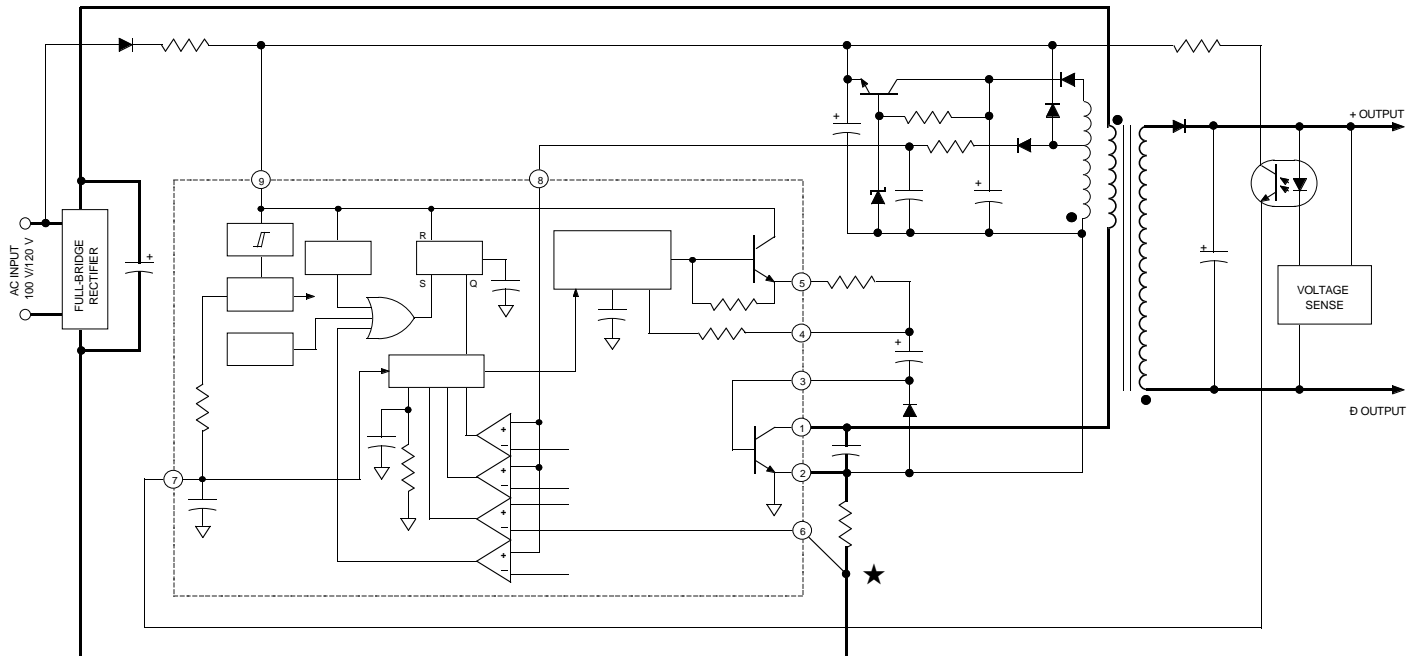 + OUTPUT
+
+
9
8
AC INPUT
100 V/120 V
FULL-BRIDGE
RECTIFIER
+
R
S
Q
+
VOLTAGE
SENSE
5
4
+
3
Đ OUTPUT
1
+
–
2
+
–
7
+
–
6
+
–